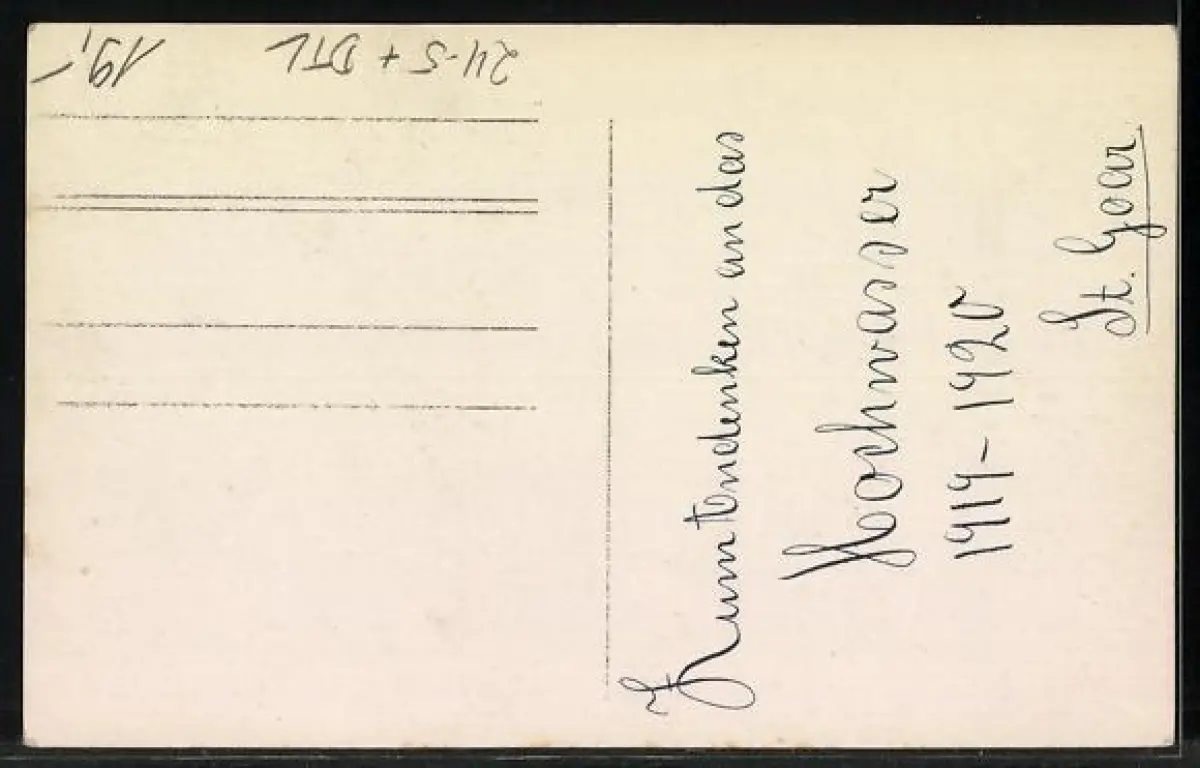 Zum Andenken an das
Hochwasser
1919-1920
St. Goar.
24-5 + DTL
19,-